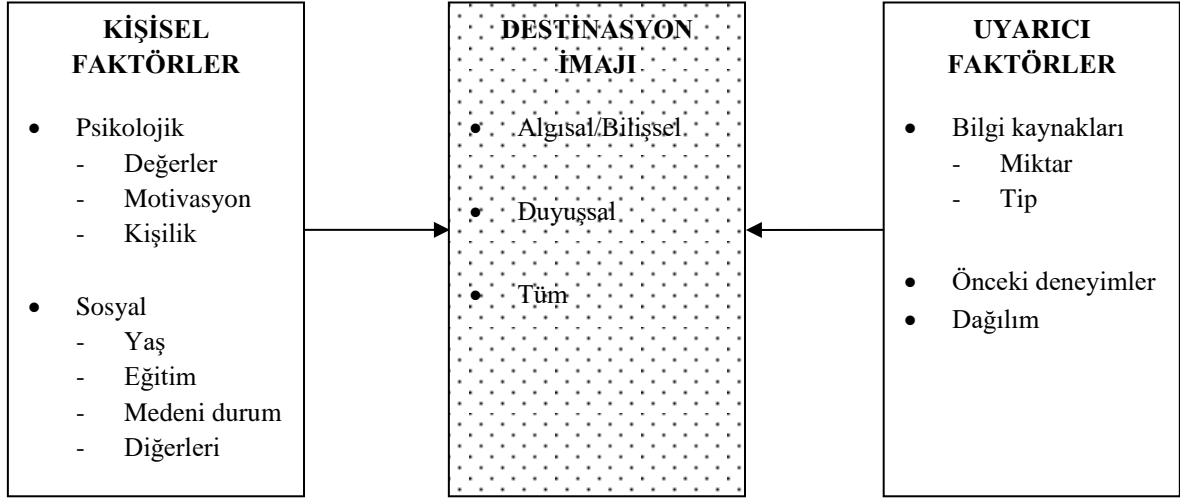 KİŞİSEL
FAKTÖRLER
• Psikolojik
- Değerler
- Motivasyon
- Kişilik
• Sosyal
- Yaş
- Eğitim
- Medeni durum
- Diğerleri
DESTİNASYON
İMAJI
• Algısal/Bilişsel
• Duyuşsal
• Tüm
UYARICI
FAKTÖRLER
• Bilgi kaynakları
- Miktar
- Tip
• Önceki deneyimler
• Dağılım